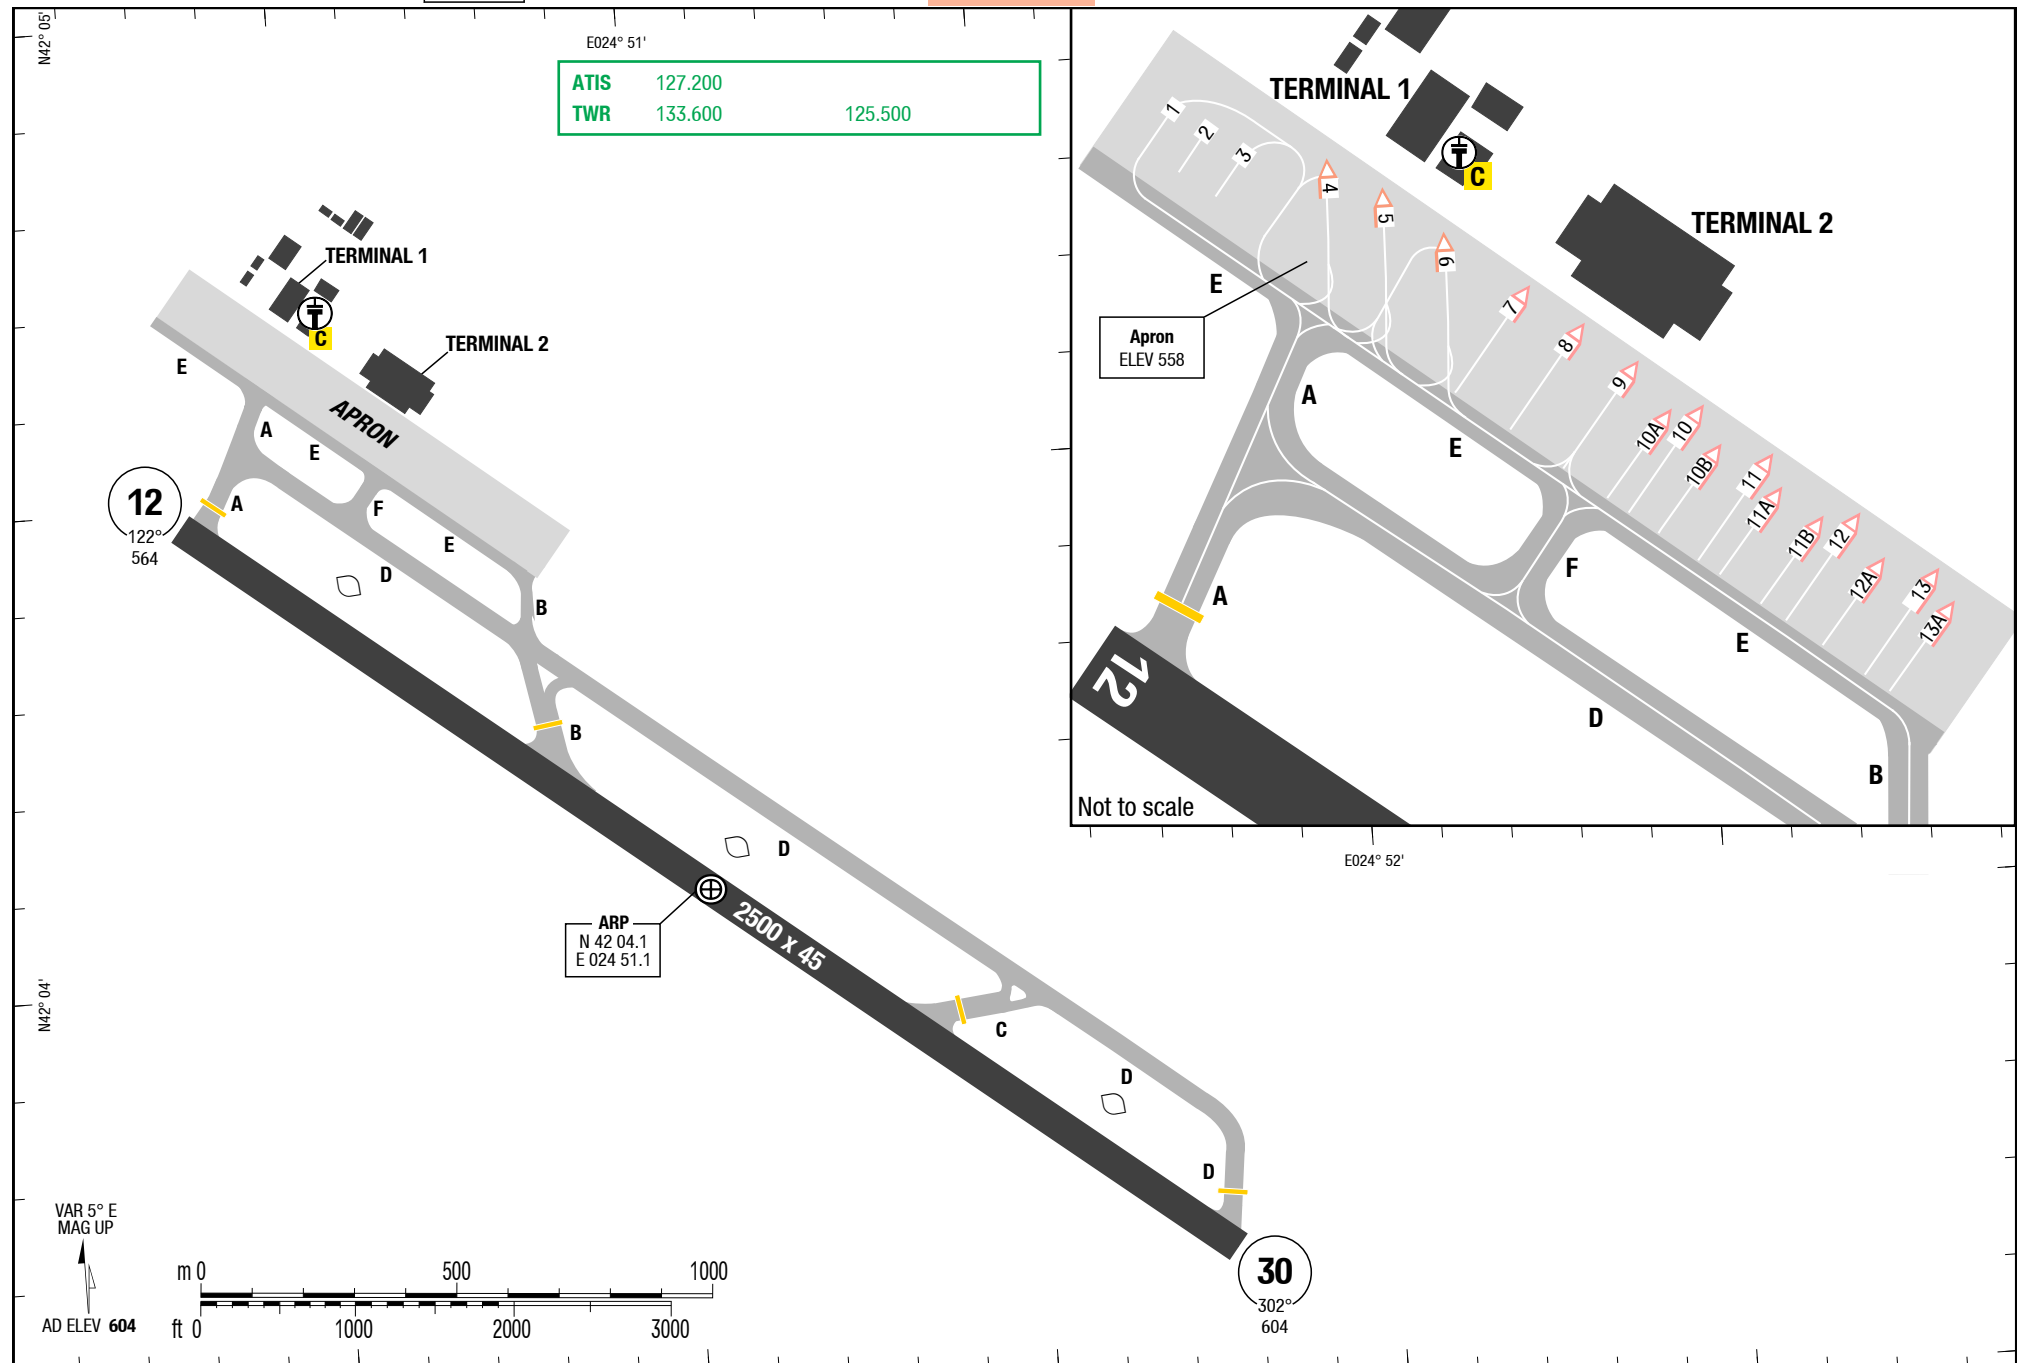 N42° 05'
E024° 51'
ATIS 127.200
TWR 133.600 125.500
TERMINAL 1
C
TERMINAL 2
E
APRON
A
E
F
E
12
122°
564
A
D
B
B
D
ARP
N 42 04.1
E 024 51.1
2500 x 45
N42° 04'
C
D
D
30
302°
604
VAR 5° E
MAG UP
AD ELEV 604
m 0 500 1000
ft 0 1000 2000 3000
E024° 52'
TERMINAL 1
C
TERMINAL 2
1
2
3
4
5
6
7
8
9
10A
10
10B
11
11A
11B
12
12A
13
13A
E
Apron
ELEV 558
A
E
F
A
E
D
B
12
Not to scale